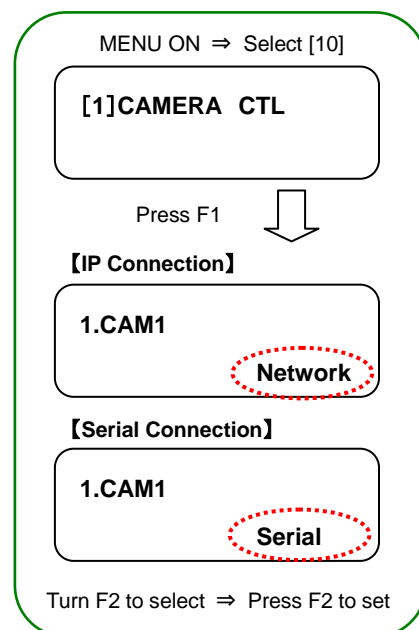 MENU ON ⇒ Select [10]
[1]CAMERA CTL
Press F1
【IP Connection】
1.CAM1
Network
【Serial Connection】
1.CAM1
Serial
Turn F2 to select ⇒ Press F2 to set